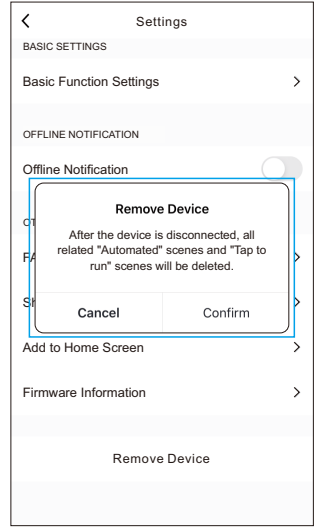 Settings
BASIC SETTINGS
Basic Function Settings
OFFLINE NOTIFICATION
Offline Notification
Remove Device
After the device is disconnected, all
related "Automated" scenes and "Tap to
run" scenes will be deleted.
Cancel
Confirm
Add to Home Screen
Firmware Information
Remove Device